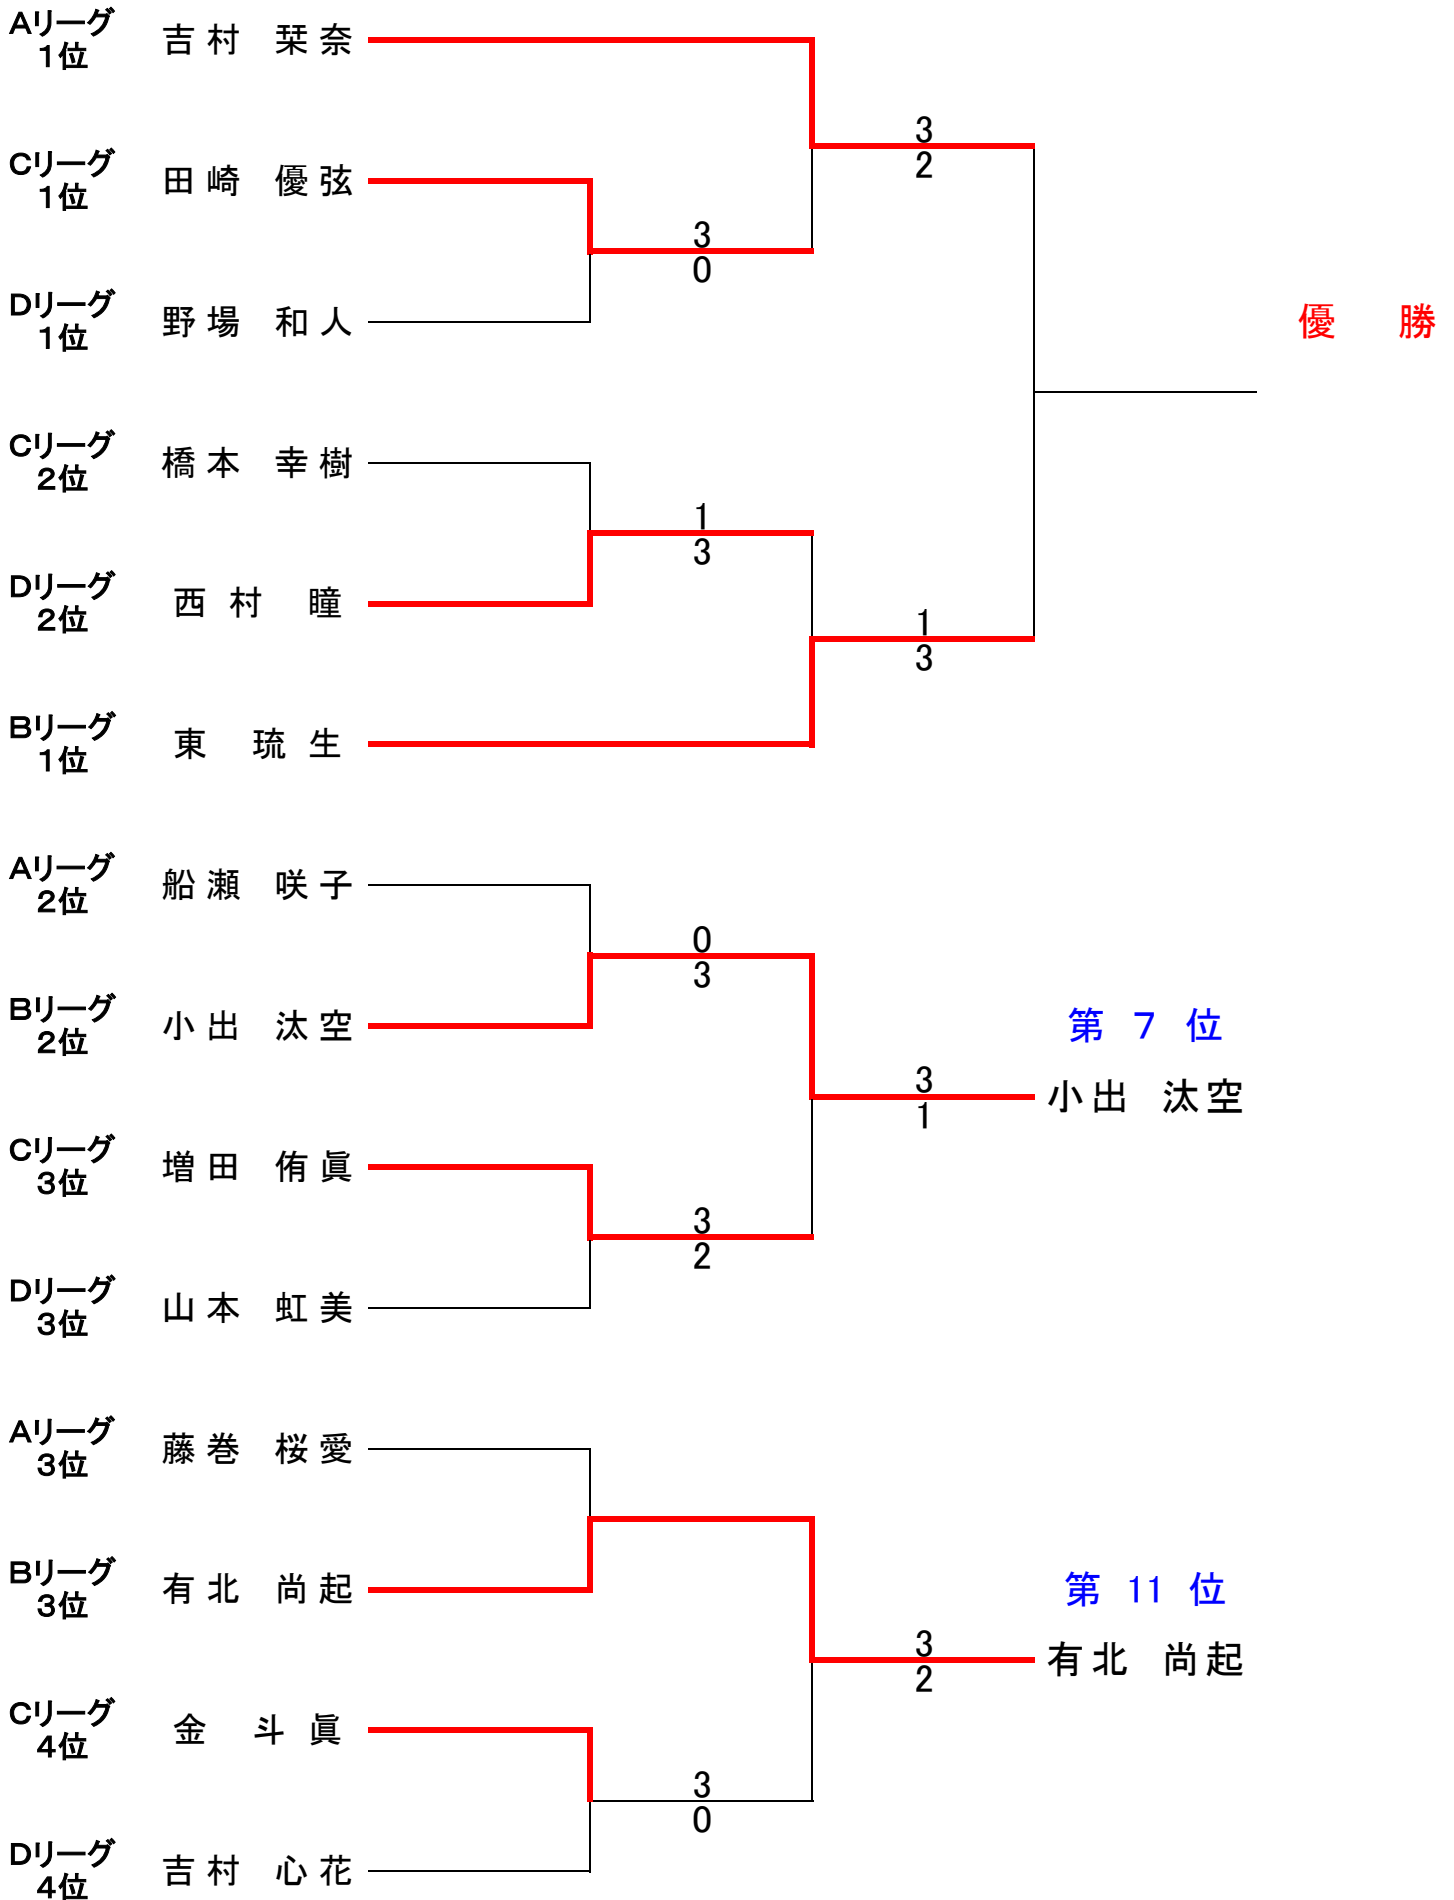 Aリーグ
1位
吉村 栞奈
3
2
Cリーグ
1位
田崎 優弦
3
0
Dリーグ
1位
野場 和人
優 勝
Cリーグ
2位
橋本 幸樹
1
3
Dリーグ
2位
西村 瞳
1
3
Bリーグ
1位
東 琉生
Aリーグ
2位
船瀬 咲子
0
3
Bリーグ
2位
小出 汰空
第 7 位
3
1
小出 汰空
Cリーグ
3位
増田 侑眞
3
2
Dリーグ
3位
山本 虹美
Aリーグ
3位
藤巻 桜愛
Bリーグ
3位
有北 尚起
第 11 位
3
2
有北 尚起
Cリーグ
4位
金 斗眞
3
0
Dリーグ
4位
吉村 心花